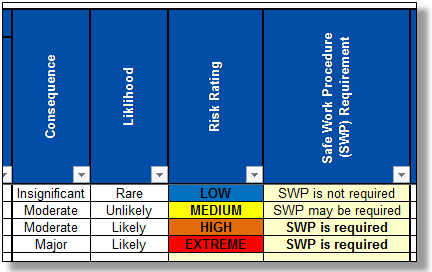 Consequence
Liklihood
Risk Rating
Safe Work Procedure
(SWP) Requirement
Insignificant Rare LOW SWP is not required
Moderate Unlikely MEDIUM SWP may be required
Moderate Likely HIGH SWP is required
Major Likely EXTREME SWP is required